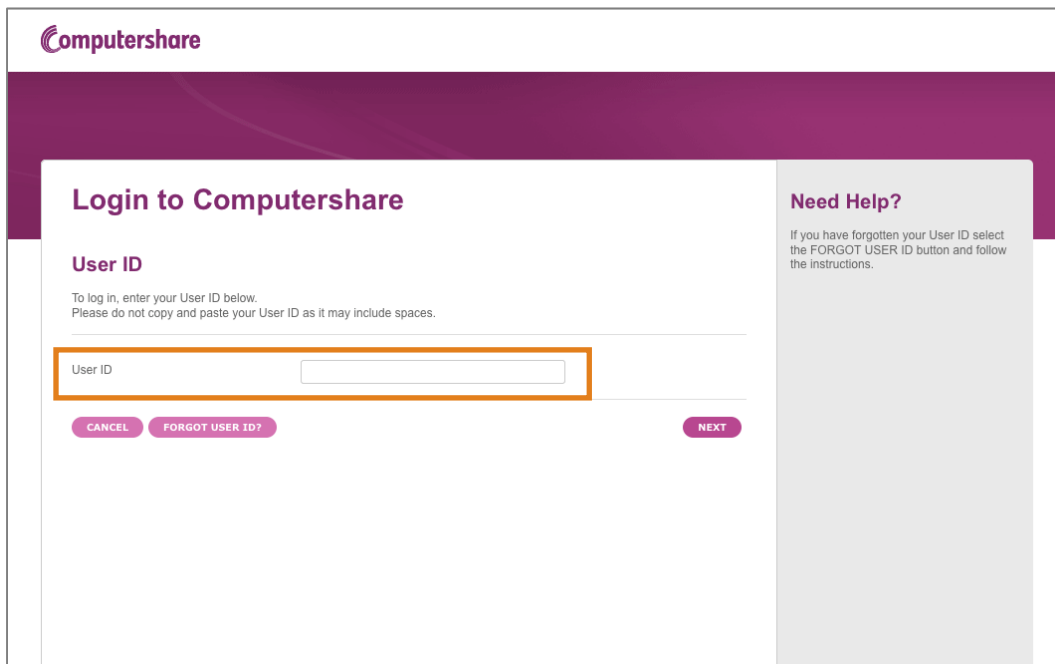 Computershare
Login to Computershare
User ID
To log in, enter your User ID below.
Please do not copy and paste your User ID as it may include spaces.
User ID
CANCEL
FORGOT USER ID?
NEXT
Need Help?
If you have forgotten your User ID select
the FORGOT USER ID button and follow
the instructions.